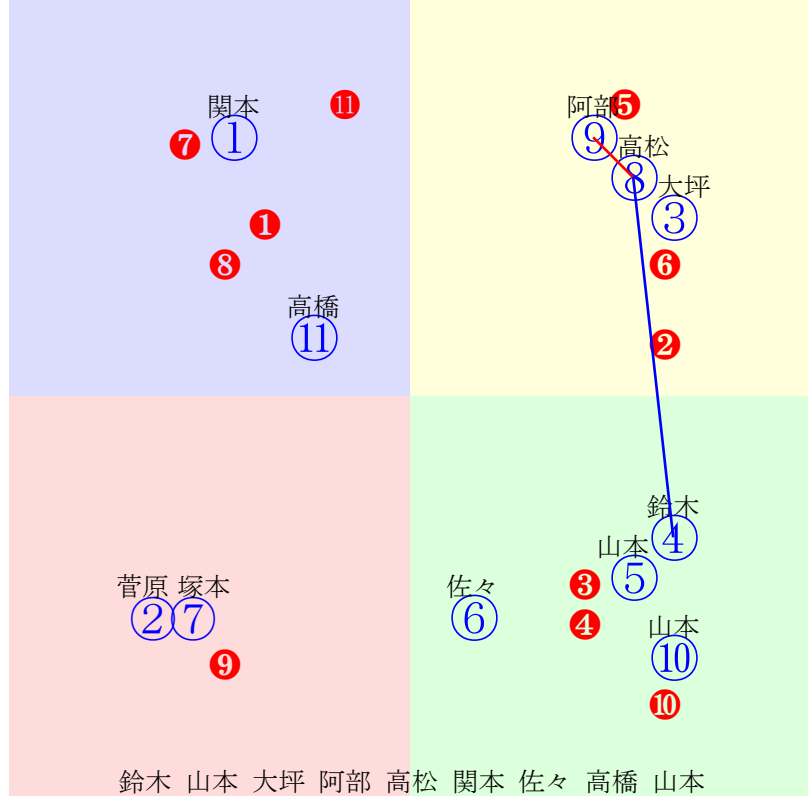 関本
⓫
阿部
❺
❼
①
⑨
高松
⑧
大坪
③
❶
❽
❻
高橋
⑪
❷
鈴木
④
山本
⑤
菅原 塚本
② ⑦
佐々
⑥
❸
❹
山本
⑩
❾
❿
鈴木 山本 大坪 阿部 高松 関本 佐々 高橋 山本